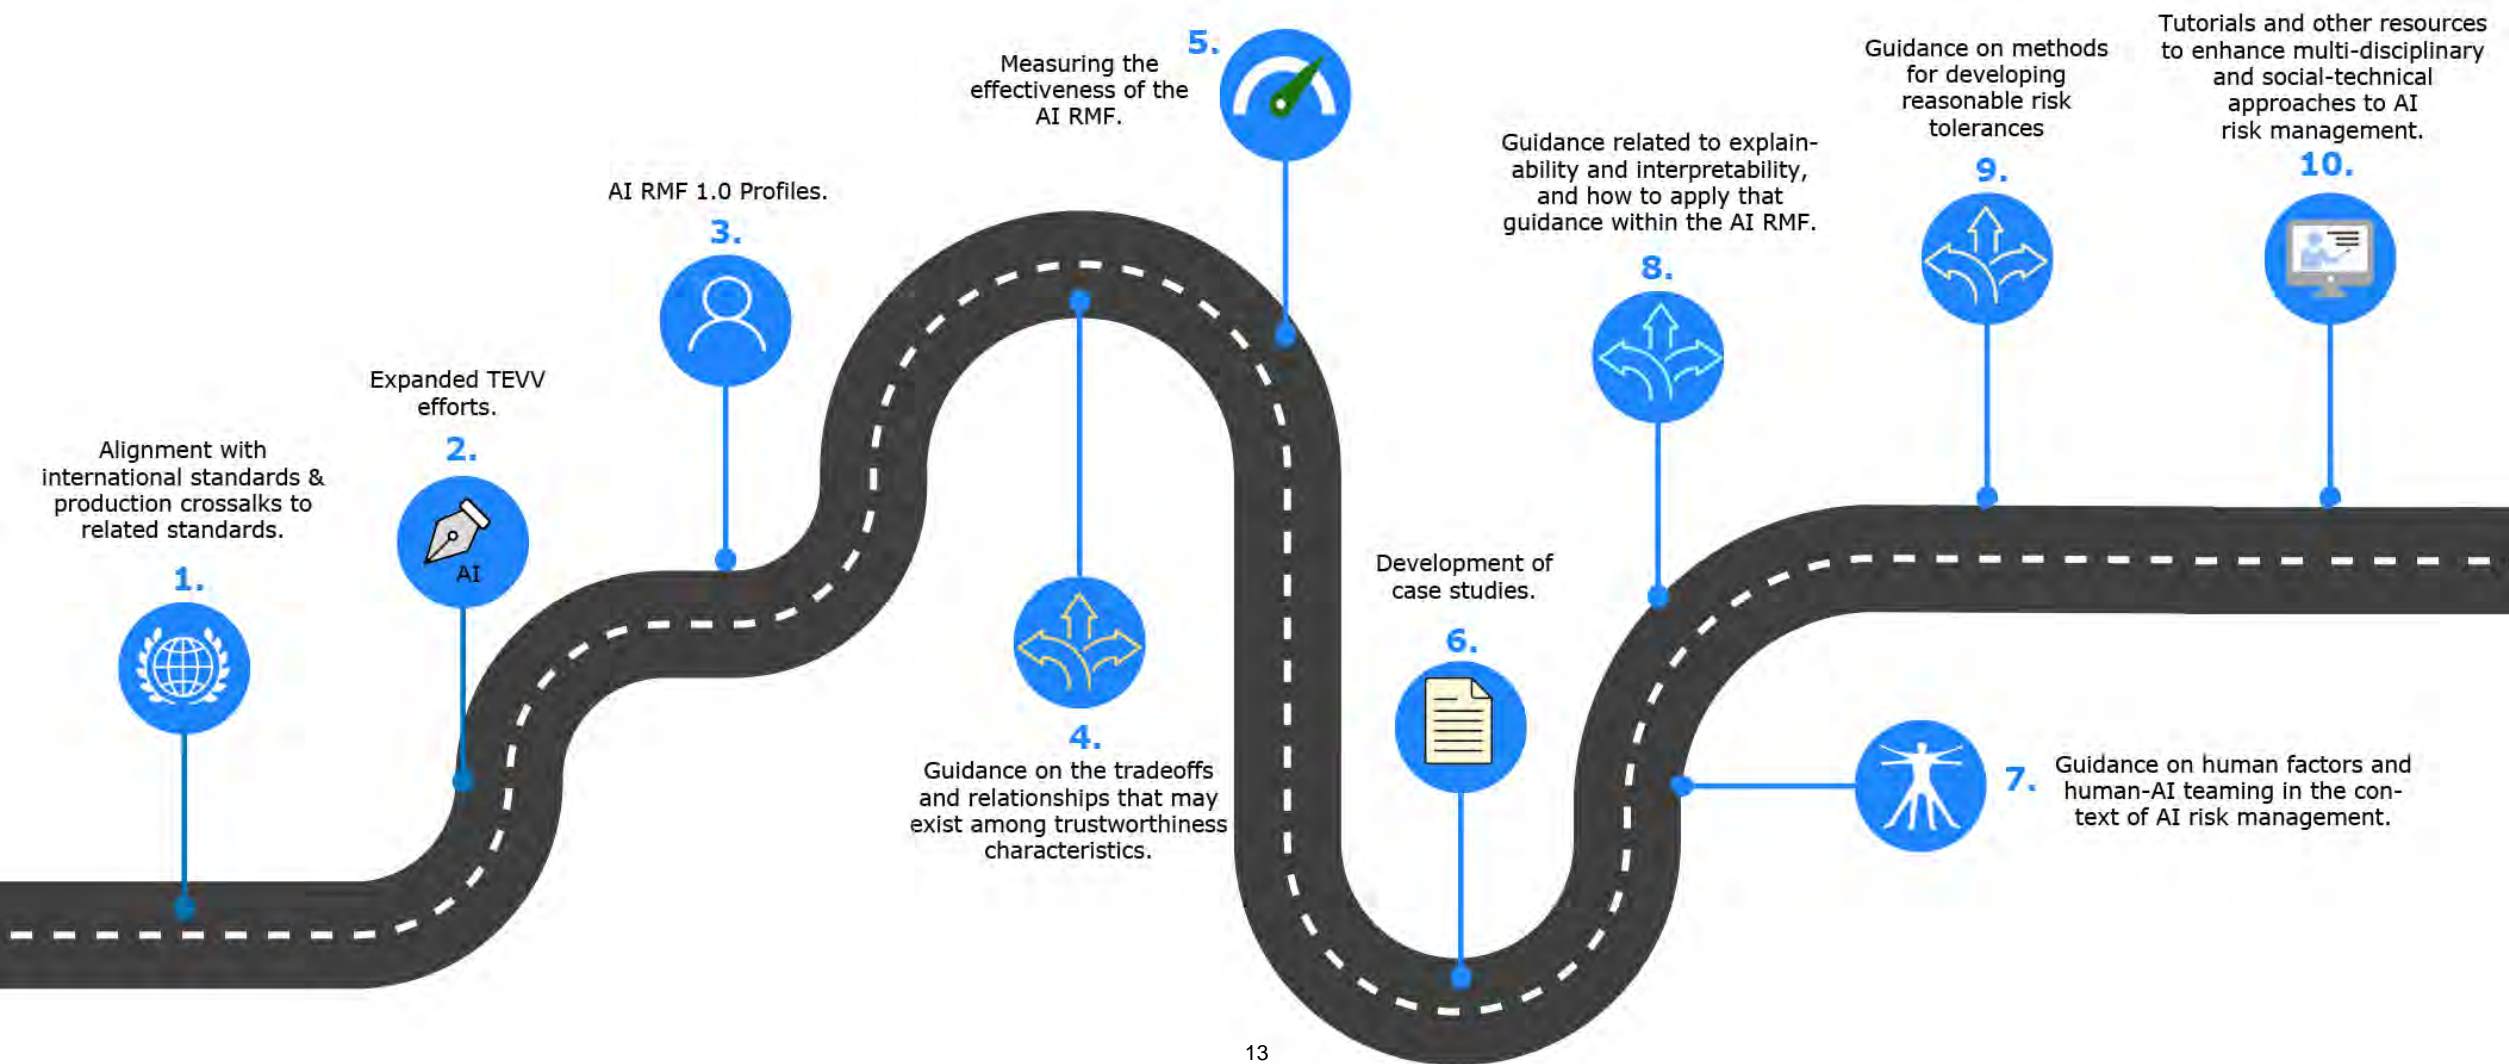 Alignment with
international standards &
production crossalks to
related standards.
1.
Expanded TEVV
efforts.
2.
AI
AI RMF 1.0 Profiles.
3.
4.
Guidance on the tradeoffs
and relationships that may
exist among trustworthiness
characteristics.
5.
Measuring the
effectiveness of the
AI RMF.
Development of
case studies.
6.
7.
Guidance on human factors and
human-AI teaming in the con-
text of AI risk management.
Guidance related to explain-
ability and interpretability,
and how to apply that
guidance within the AI RMF.
8.
Guidance on methods
for developing
reasonable risk
tolerances
9.
Tutorials and other resources
to enhance multi-disciplinary
and social-technical
approaches to AI
risk management.
10.
13